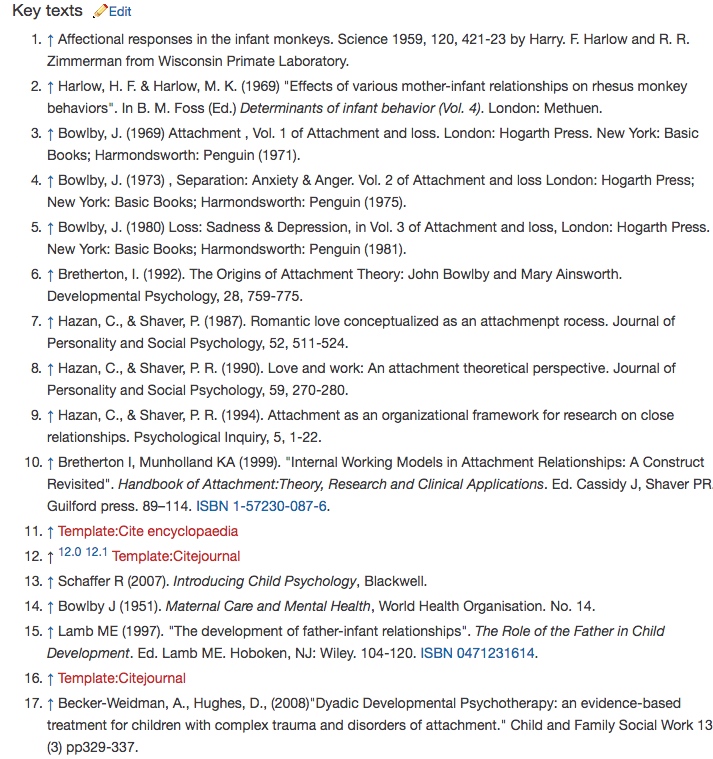 Key texts Edit
1. ↑ Affectional responses in the infant monkeys. Science 1959, 120, 421-23 by Harry. F. Harlow and R. R.
Zimmerman from Wisconsin Primate Laboratory.
2. ↑ Harlow, H. F. & Harlow, M. K. (1969) "Effects of various mother-infant relationships on rhesus monkey
behaviors". In B. M. Foss (Ed.) Determinants of infant behavior (Vol. 4). London: Methuen.
3. ↑ Bowlby, J. (1969) Attachment , Vol. 1 of Attachment and loss. London: Hogarth Press. New York: Basic
Books; Harmondsworth: Penguin (1971).
4. ↑ Bowlby, J. (1973) , Separation: Anxiety & Anger. Vol. 2 of Attachment and loss London: Hogarth Press;
New York: Basic Books; Harmondsworth: Penguin (1975).
5. ↑ Bowlby, J. (1980) Loss: Sadness & Depression, in Vol. 3 of Attachment and loss, London: Hogarth Press.
New York: Basic Books; Harmondsworth: Penguin (1981).
6. ↑ Bretherton, I. (1992). The Origins of Attachment Theory: John Bowlby and Mary Ainsworth.
Developmental Psychology, 28, 759-775.
7. ↑ Hazan, C., & Shaver, P. (1987). Romantic love conceptualized as an attachmenpt rocess. Journal of
Personality and Social Psychology, 52, 511-524.
8. ↑ Hazan, C., & Shaver, P. R. (1990). Love and work: An attachment theoretical perspective. Journal of
Personality and Social Psychology, 59, 270-280.
9. ↑ Hazan, C., & Shaver, P. R. (1994). Attachment as an organizational framework for research on close
relationships. Psychological Inquiry, 5, 1-22.
10. ↑ Bretherton I, Munholland KA (1999). "Internal Working Models in Attachment Relationships: A Construct
Revisited". Handbook of Attachment:Theory, Research and Clinical Applications. Ed. Cassidy J, Shaver PR
Guilford press. 89–114. ISBN 1-57230-087-6.
11. ↑ Template:Cite encyclopaedia
12. ↑ 12.0 12.1 Template:Citejournal
13. ↑ Schaffer R (2007). Introducing Child Psychology, Blackwell.
14. ↑ Bowlby J (1951). Maternal Care and Mental Health, World Health Organisation. No. 14.
15. ↑ Lamb ME (1997). "The development of father-infant relationships". The Role of the Father in Child
Development. Ed. Lamb ME. Hoboken, NJ: Wiley. 104-120. ISBN 0471231614.
16. ↑ Template:Citejournal
17. ↑ Becker-Weidman, A., Hughes, D., (2008)"Dyadic Developmental Psychotherapy: an evidence-based
treatment for children with complex trauma and disorders of attachment." Child and Family Social Work 13
(3) pp329-337.